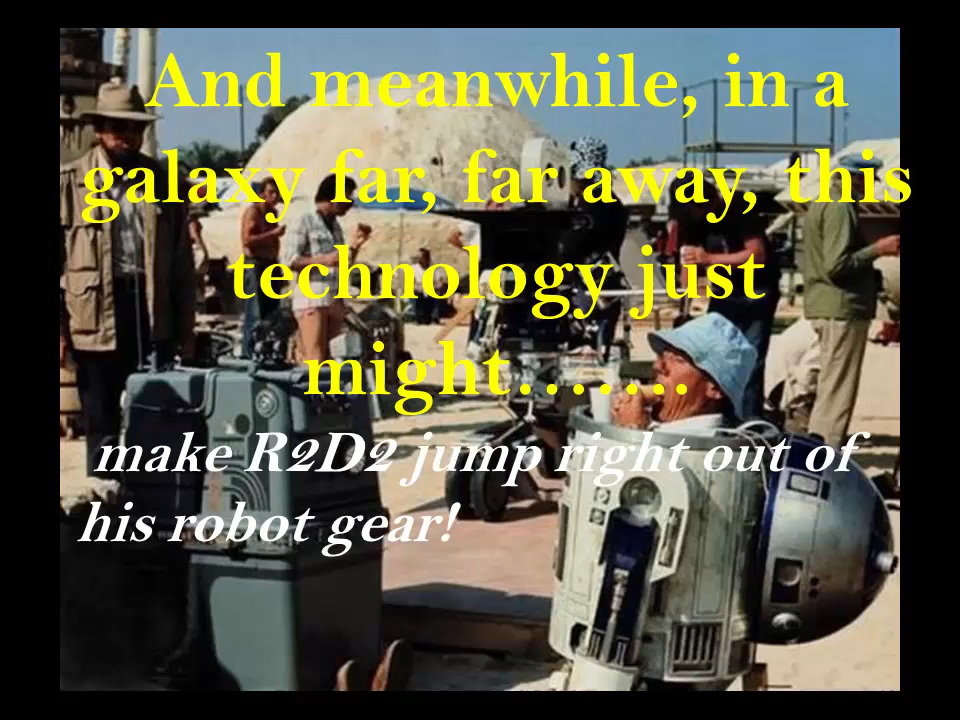 And meanwhile, in a
galaxy far, far away, this
technology just
might…….
make R2D2 jump right out of
his robot gear!